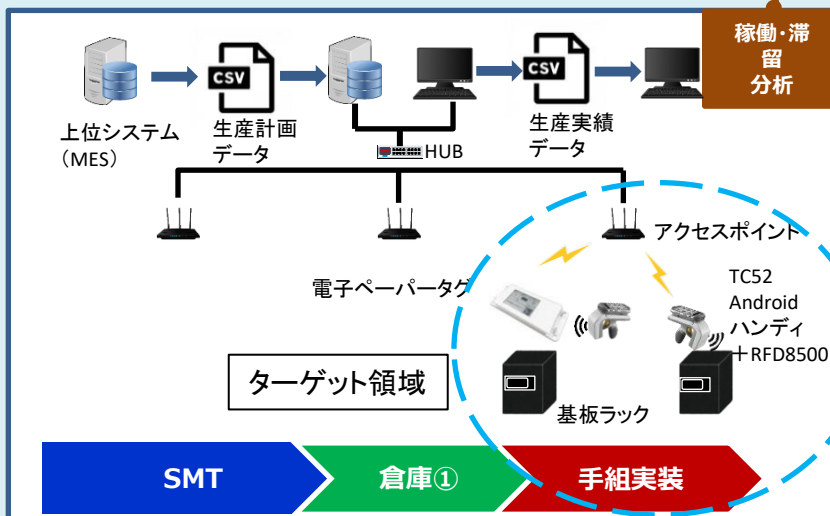 稼働・滞
留
分析
CSV
CSV
上位システム
(MES)
生産計画
データ
HUB
生産実績
データ
アクセスポイント
電子ペーパータグ
TC52
Android
ハンディ
+RFD8500
ターゲット領域
基板ラック
SMT
倉庫①
手組実装